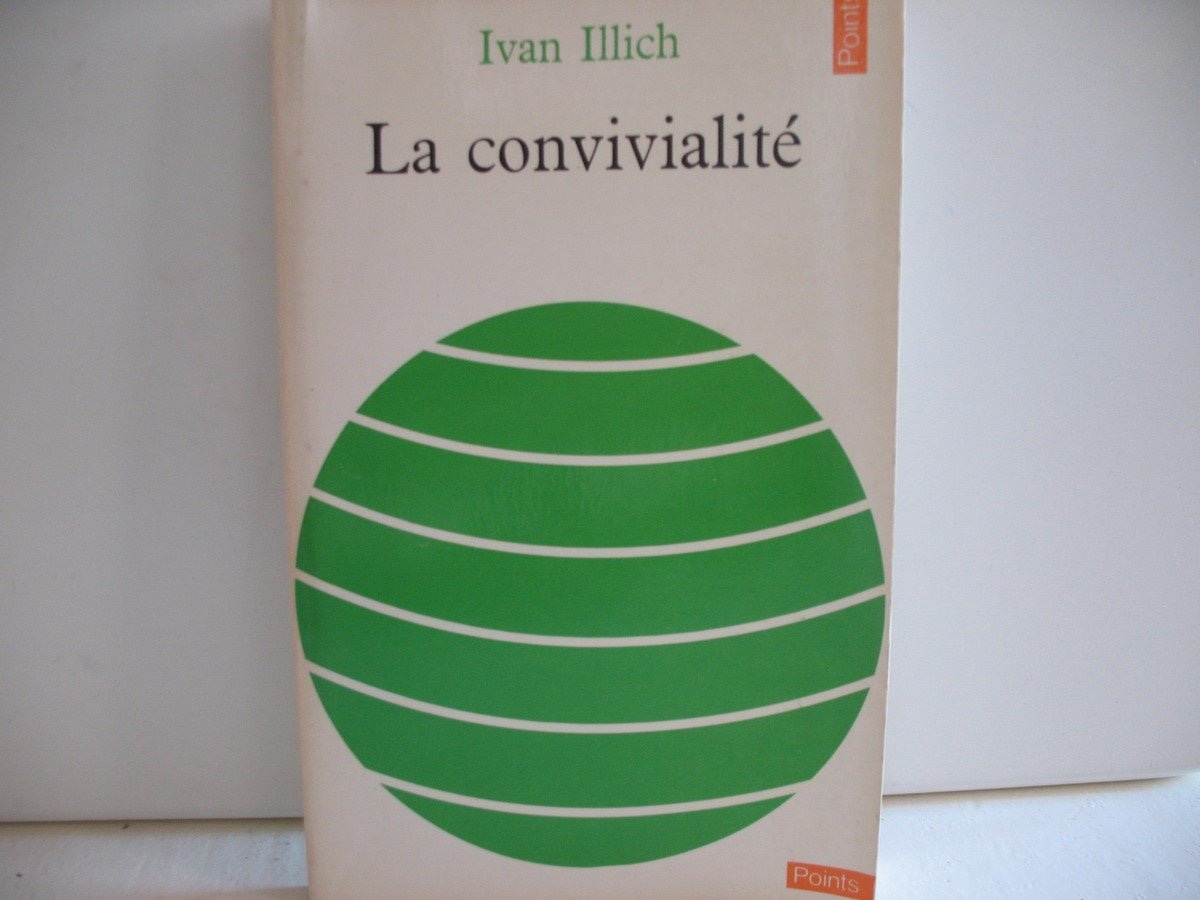 Ivan Illich
Points
La convivialité
Points